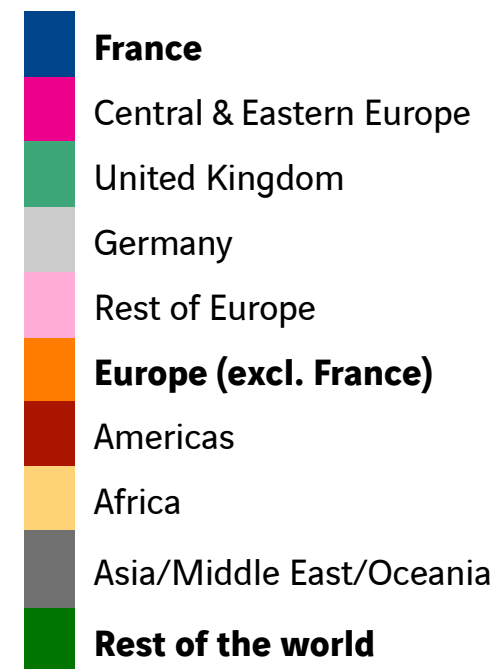 France
Central & Eastern Europe
United Kingdom
Germany
Rest of Europe
Europe (excl. France)
Americas
Africa
Asia/Middle East/Oceania
Rest of the world